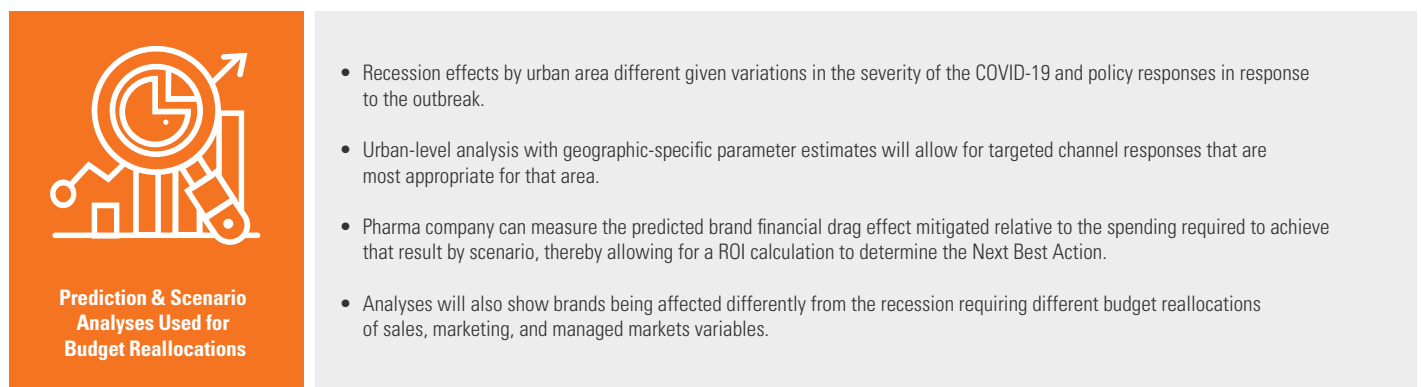 Prediction & Scenario
Analyses Used for
Budget Reallocations
• Recession effects by urban area different given variations in the severity of the COVID-19 and policy responses in response
to the outbreak.
• Urban-level analysis with geographic-specific parameter estimates will allow for targeted channel responses that are
most appropriate for that area.
• Pharma company can measure the predicted brand financial drag effect mitigated relative to the spending required to achieve
that result by scenario, thereby allowing for a ROI calculation to determine the Next Best Action.
• Analyses will also show brands being affected differently from the recession requiring different budget reallocations
of sales, marketing, and managed markets variables.